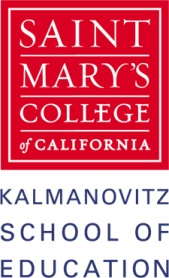 SAINT
MARY'S
COLLEGE
of CALIFORNIA
KALMANOVITZ
SCHOOL OF
EDUCATION